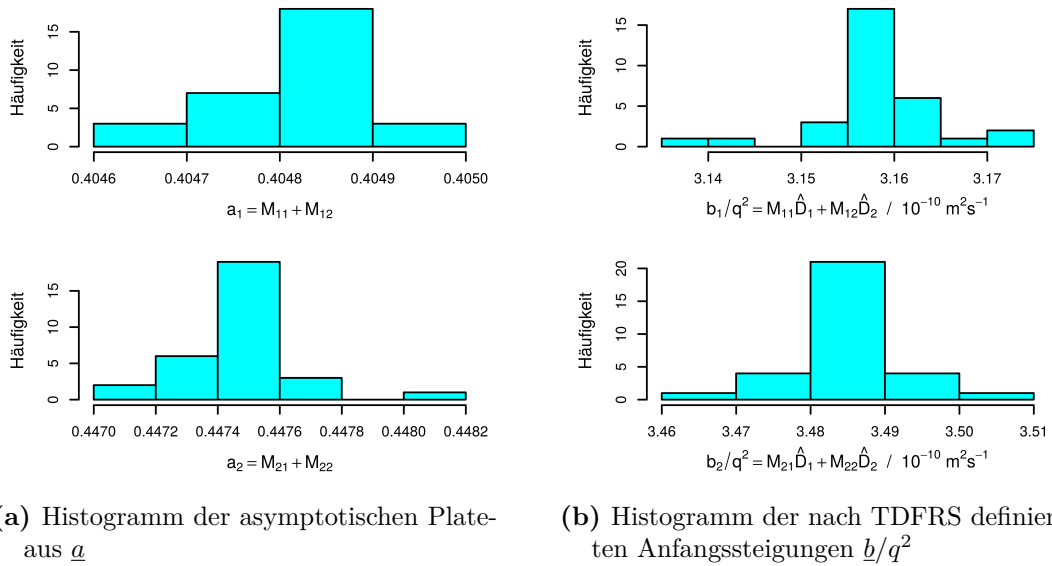 Häufigkeit
0 5 10 15
0.4046 0.4047 0.4048 0.4049 0.4050
a₁ = M₁₁ + M₁₂
Häufigkeit
0 5 10 15
3.14 3.15 3.16 3.17
b₁/q² = M₁₁D̂₁ + M₁₂D̂₂ / 10⁻¹⁰ m²s⁻¹
Häufigkeit
0 5 10 15
0.4470 0.4472 0.4474 0.4476 0.4478 0.4480 0.4482
a₂ = M₂₁ + M₂₂
Häufigkeit
0 5 10 15 20
3.46 3.47 3.48 3.49 3.50 3.51
b₂/q² = M₂₁D̂₁ + M₂₂D̂₂ / 10⁻¹⁰ m²s⁻¹
(a) Histogramm der asymptotischen Plate-
aus a
(b) Histogramm der nach TDFRS definier-
ten Anfangssteigungen b/q²